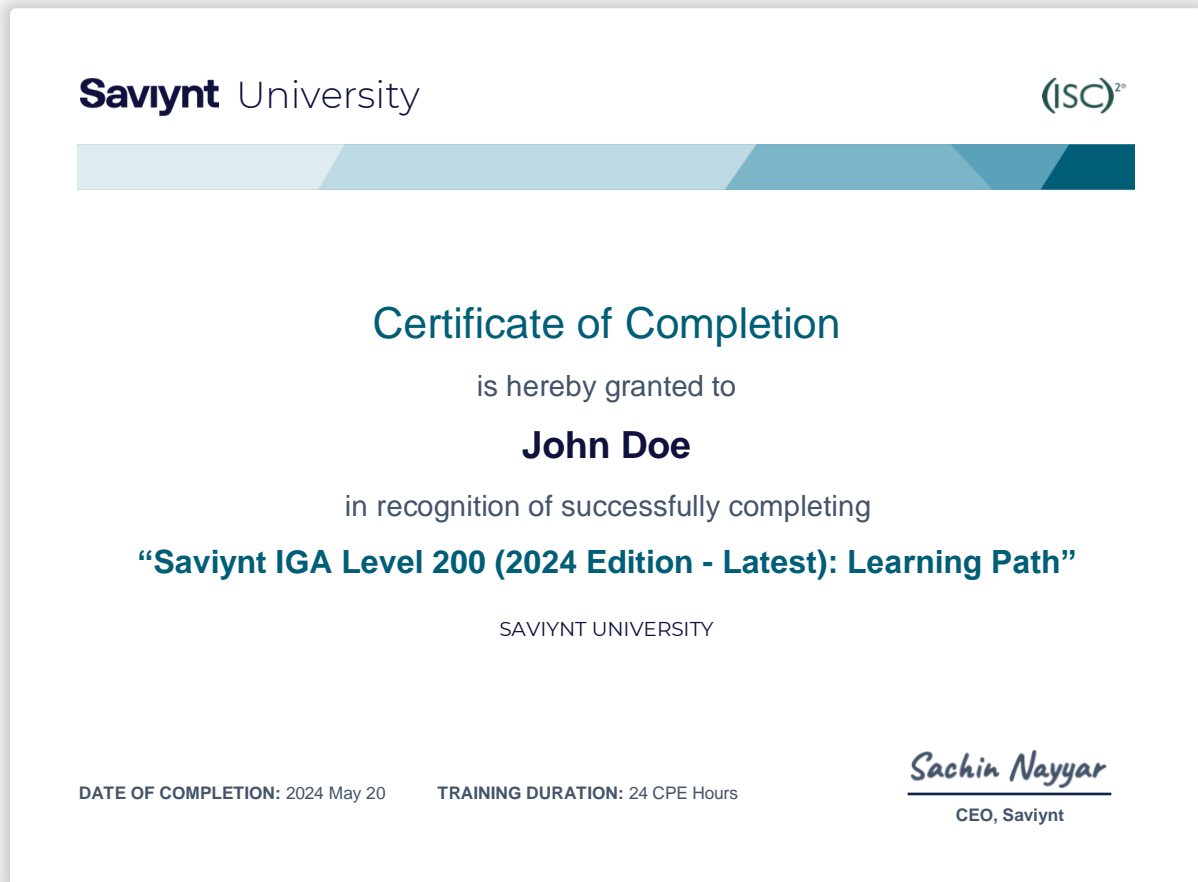 Saviynt University
(ISC)²®
Certificate of Completion
is hereby granted to
John Doe
in recognition of successfully completing
“Saviynt IGA Level 200 (2024 Edition - Latest): Learning Path”
SAVIYNT UNIVERSITY
Sachin Nayyar
DATE OF COMPLETION: 2024 May 20 TRAINING DURATION: 24 CPE Hours
CEO, Saviynt